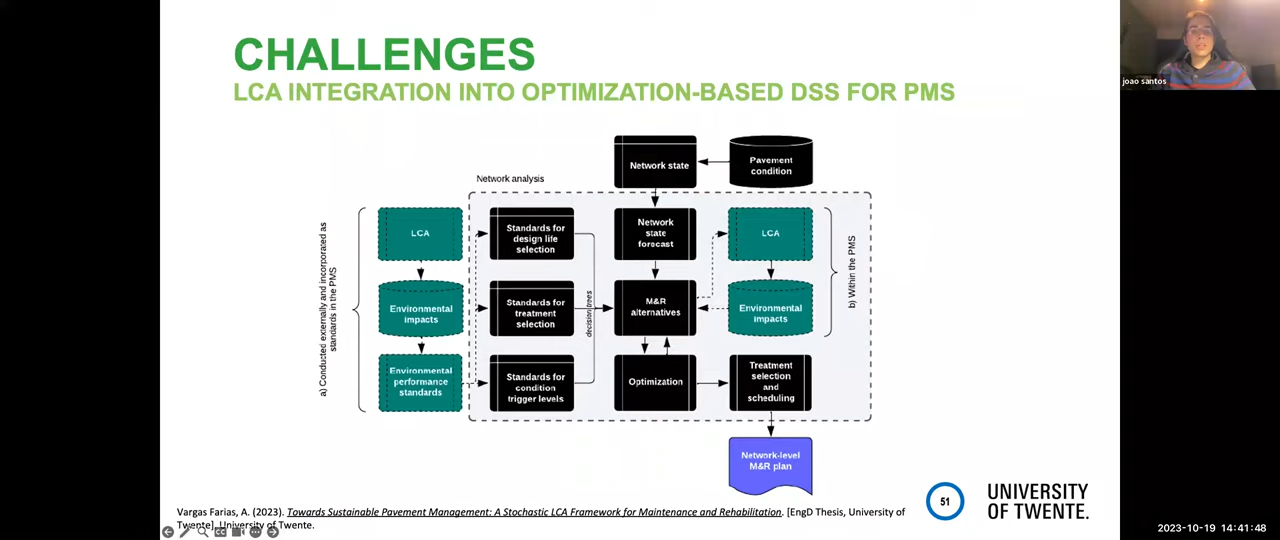 CHALLENGES
LCA INTEGRATION INTO OPTIMIZATION-BASED DSS FOR PMS
joao santos
Network state
Pavement
condition
Network analysis
a) Conducted externally and incorporated as
standards in the PMS
LCA
Environmental
impacts
Environmental
performance
standards
Standards for
design life
selection
Standards for
treatment
selection
Standards for
condition
trigger levels
decision trees
Network
state
forecast
M&R
alternatives
Optimization
LCA
Environmental
impacts
Treatment
selection
and
scheduling
b) Within the PMS
Network-level
M&R plan
Vargas Farias, A. (2023). Towards Sustainable Pavement Management: A Stochastic LCA Framework for Maintenance and Rehabilitation. [EngD Thesis, University of
Twente]. University of Twente.
51
UNIVERSITY
OF TWENTE.
2023-10-19 14:41:48